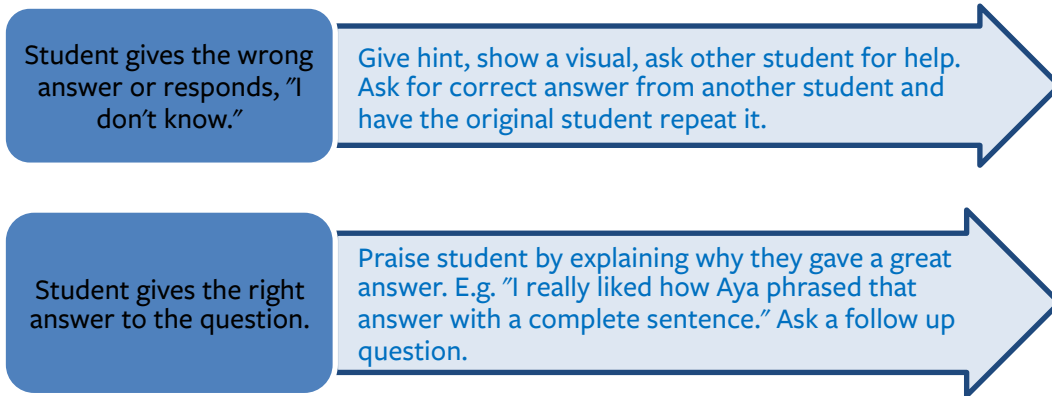 Student gives the wrong
answer or responds, "I
don't know."
Give hint, show a visual, ask other student for help.
Ask for correct answer from another student and
have the original student repeat it.
Student gives the right
answer to the question.
Praise student by explaining why they gave a great
answer. E.g. "I really liked how Aya phrased that
answer with a complete sentence." Ask a follow up
question.